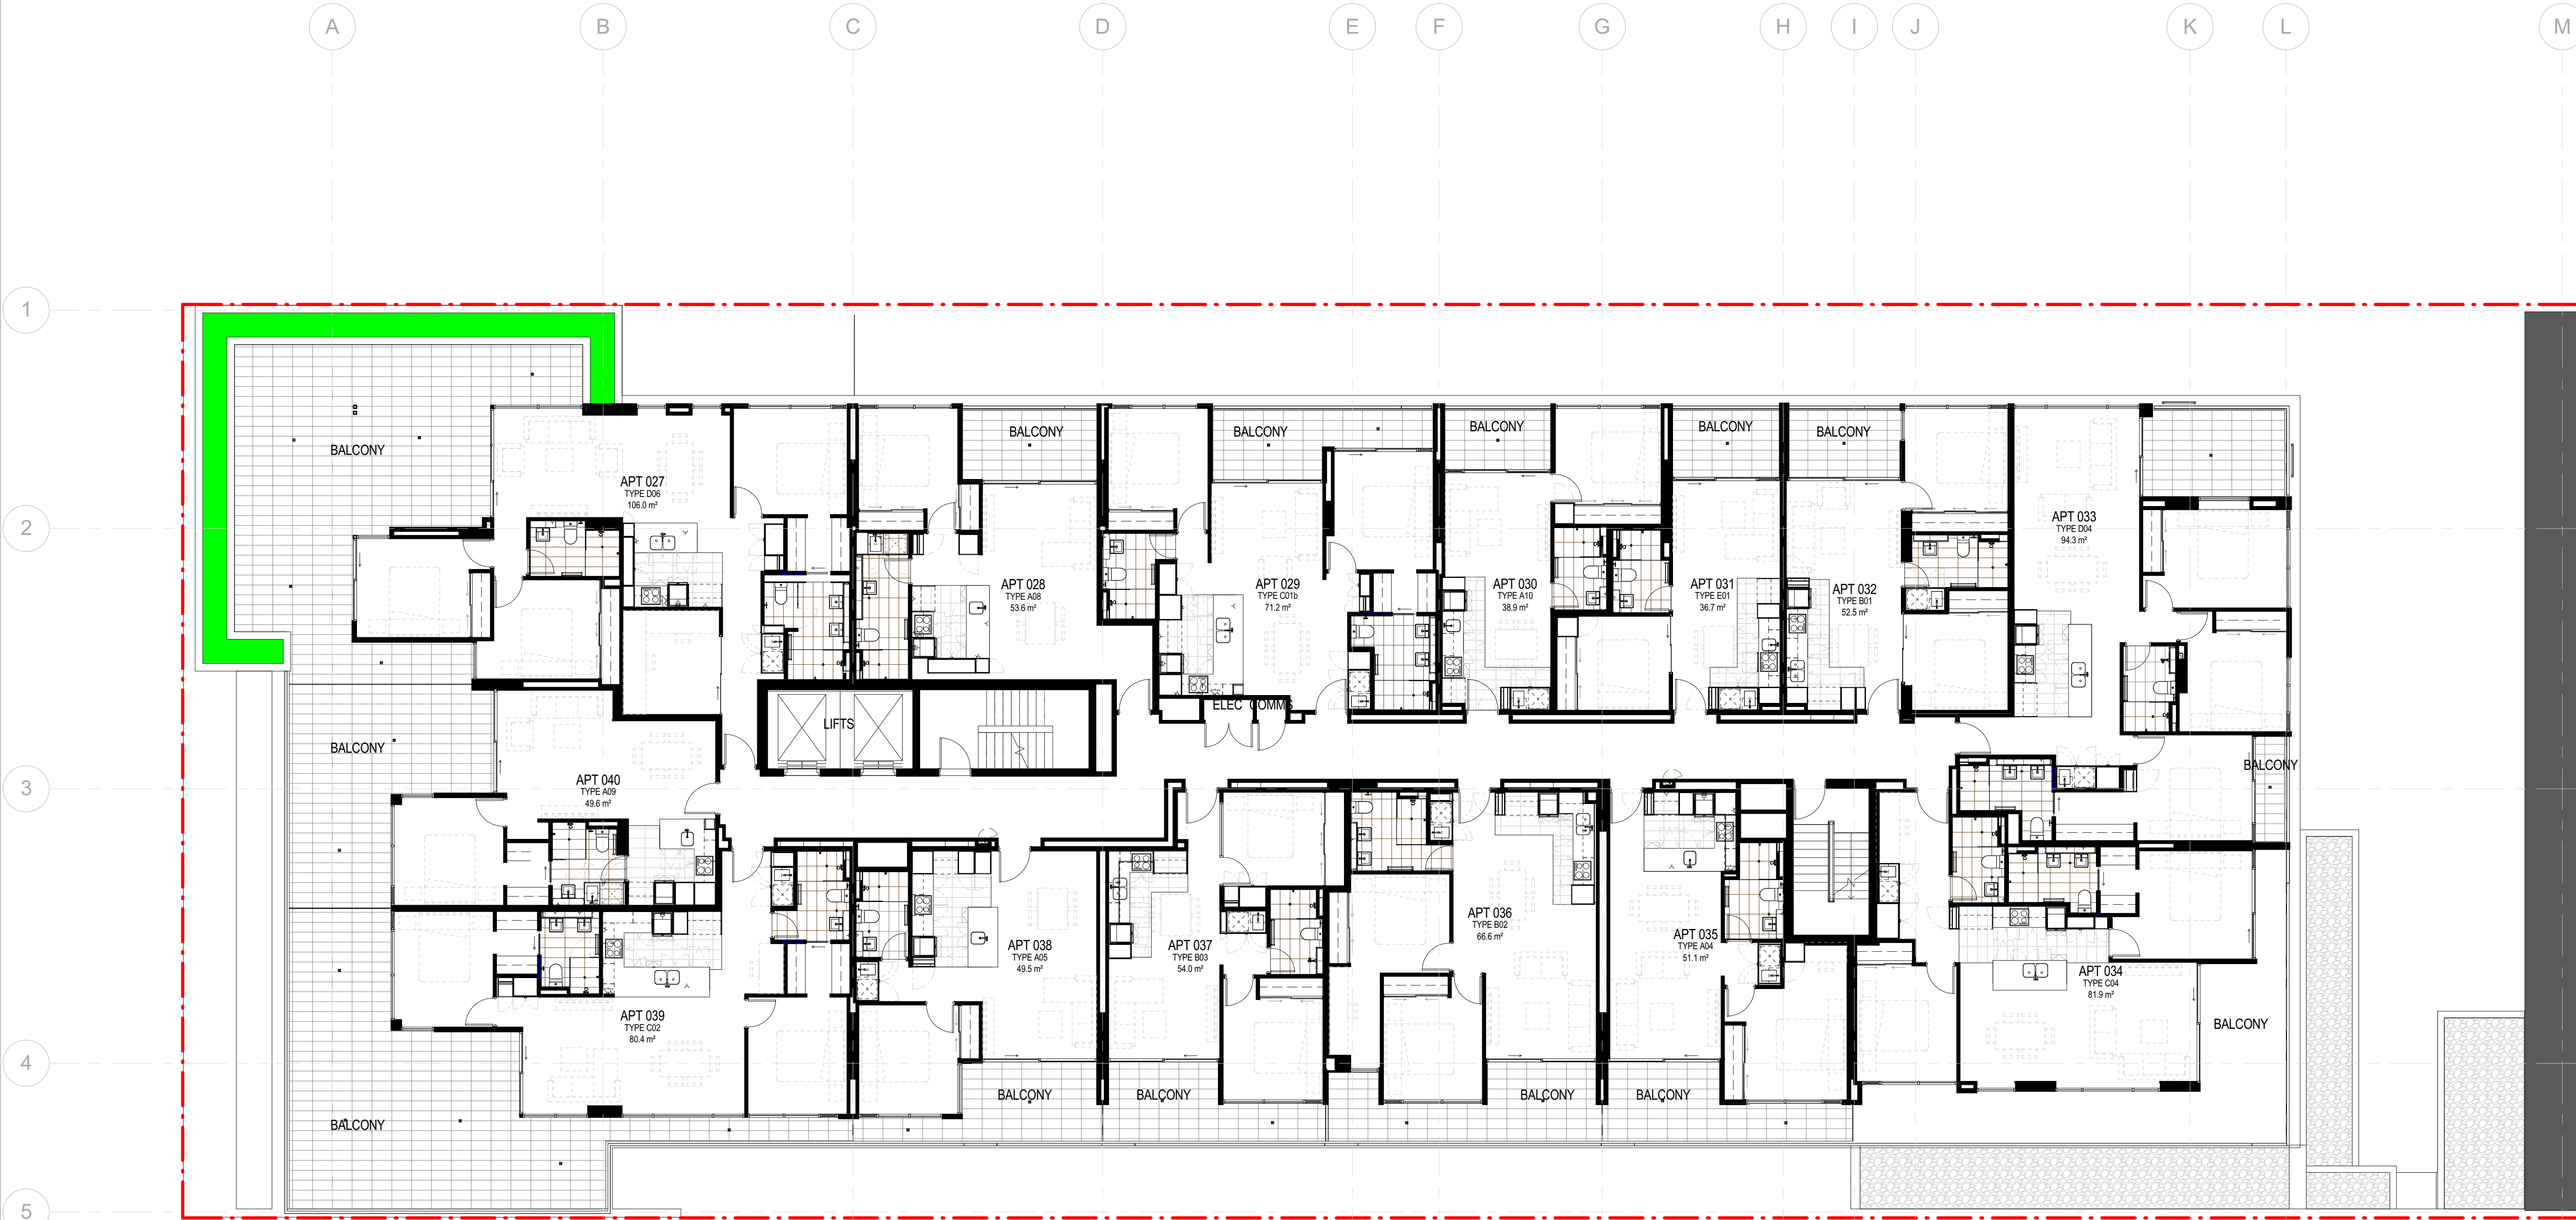 A
B
C
D
E
F
G
H
I
J
K
L
M
1
2
3
4
5
BALCONY
APT 027
TYPE D06
106.0 m²
BALCONY
APT 028
TYPE A08
53.6 m²
BALCONY
APT 029
TYPE C01b
71.2 m²
BALCONY
APT 030
TYPE A10
38.9 m²
BALCONY
APT 031
TYPE E01
36.7 m²
BALCONY
APT 032
TYPE B01
52.5 m²
APT 033
TYPE D04
94.3 m²
ELEC COMMS
LIFTS
BALCONY
BALCONY
APT 040
TYPE A09
49.6 m²
APT 039
TYPE C02
80.4 m²
BALCONY
APT 038
TYPE A05
49.5 m²
BALCONY
APT 037
TYPE B03
54.0 m²
BALCONY
APT 036
TYPE B02
66.6 m²
BALCONY
APT 035
TYPE A04
51.1 m²
BALCONY
APT 034
TYPE C04
81.9 m²
BALCONY